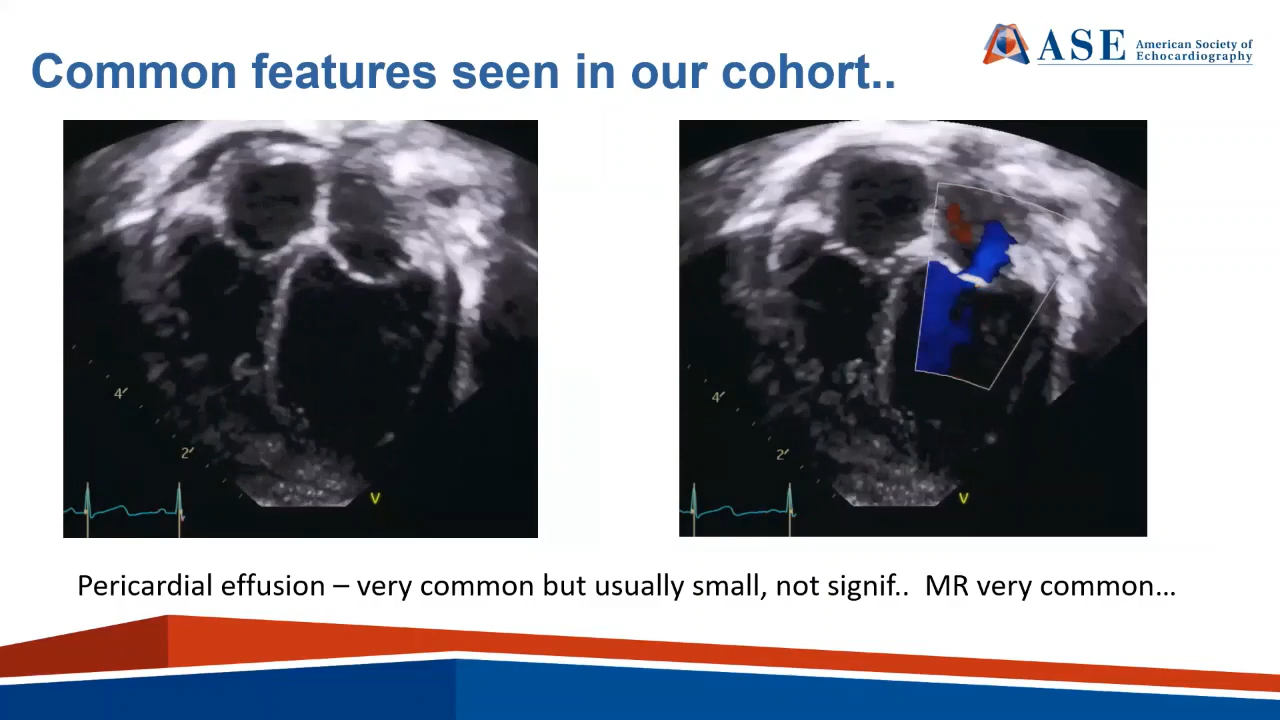 Common features seen in our cohort..
ASE
American Society of
Echocardiography
4
2
V
4
2
V
Pericardial effusion – very common but usually small, not signif.. MR very common…